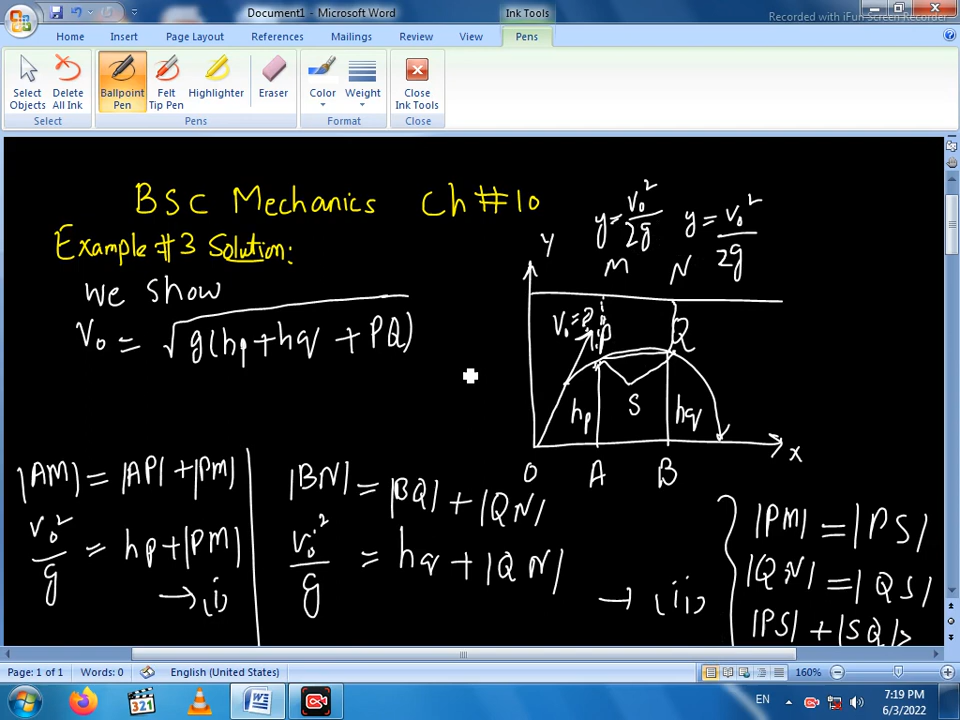 Document1 - Microsoft Word
Ink Tools
Recorded with iFun Screen Recorder
Home Insert Page Layout References Mailings Review View Pens
Select Objects
Delete All Ink
Ballpoint Pen
Felt Tip Pen
Highlighter
Eraser
Color
Weight
Close Ink Tools
Select Pens Format Close
BSC Mechanics Ch #10
Example #3 Solution:
We show
V₀ = √g(hp+hq + PQ)
y = V₀²/2g y = V₀²/2g
M N
Y
V₀ = P
P Q
hp S hq
O A B x
|AM| = |AP| + |PM|
V₀²/g = hp + |PM|
→ (i)
|BN| = |BQ| + |QN|
V₀²/g = hq + |QN|
→ (ii)
|PM| = |PS|
|QN| = |QS|
|PS| + |SQ| >
Page: 1 of 1 Words: 0 English (United States) 160%
321
EN 7:19 PM
6/3/2022